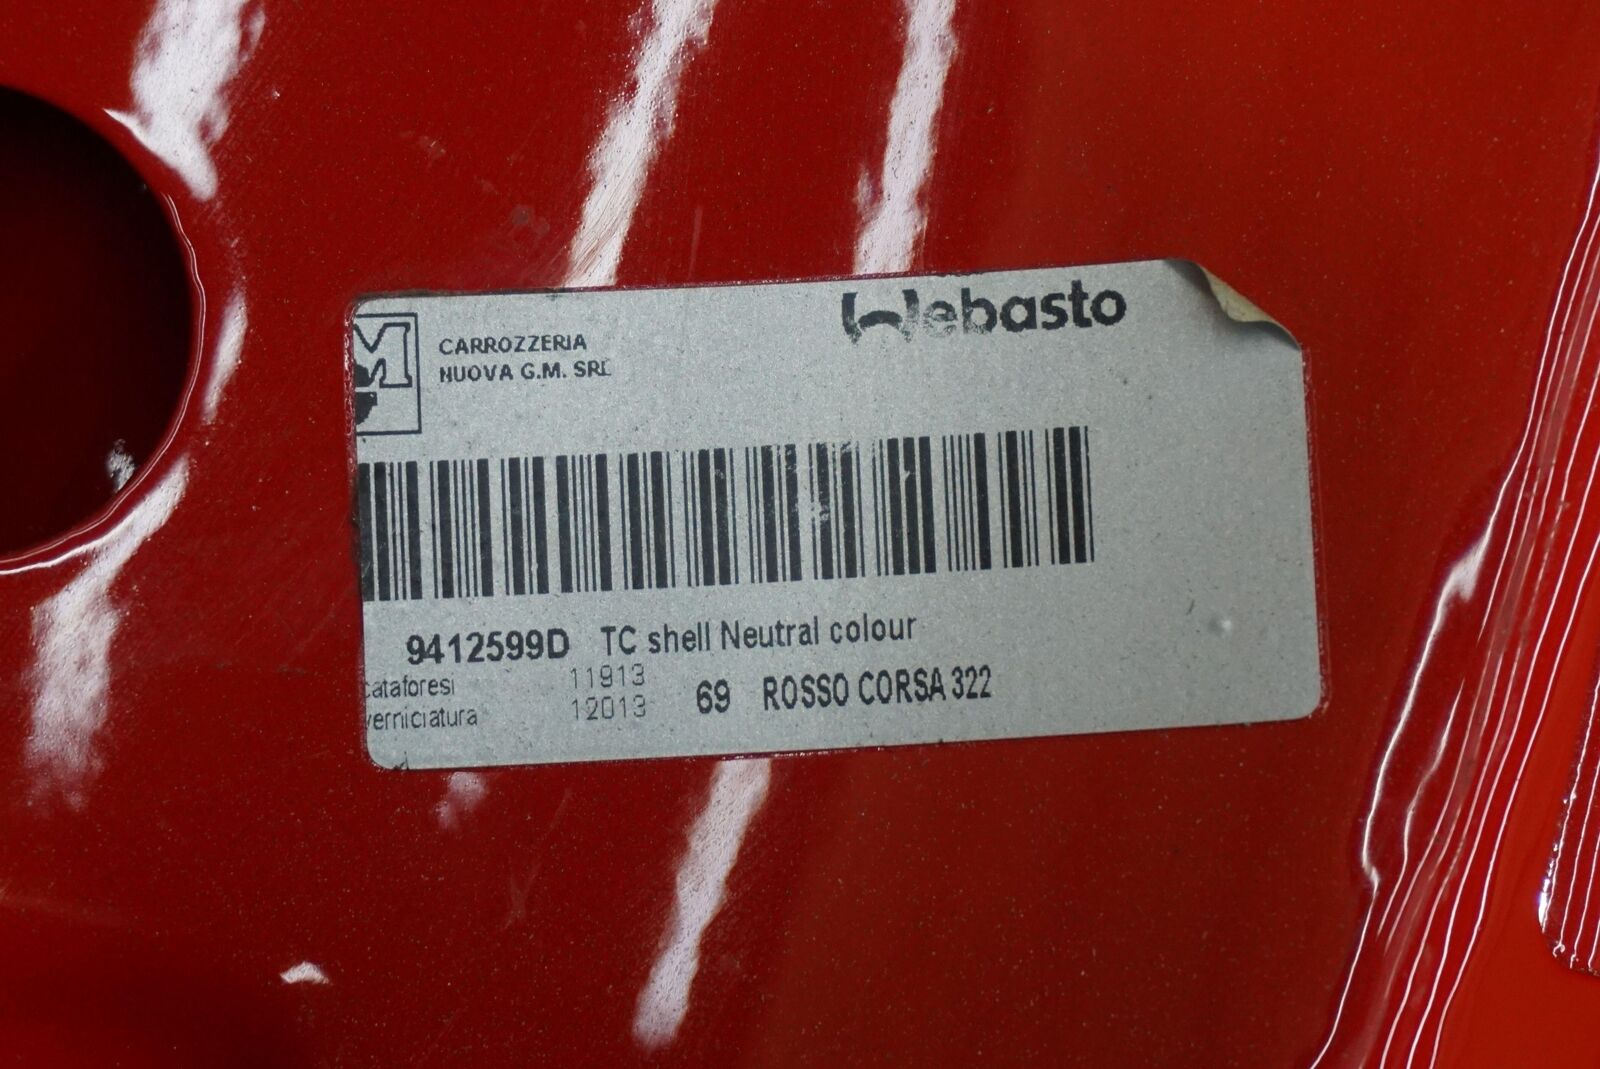 M
CARROZZERIA
NUOVA G.M. SRL
Webasto
9412599D TC shell Neutral colour
cataforesi 11913
verniciatura 12013 69 ROSSO CORSA 322